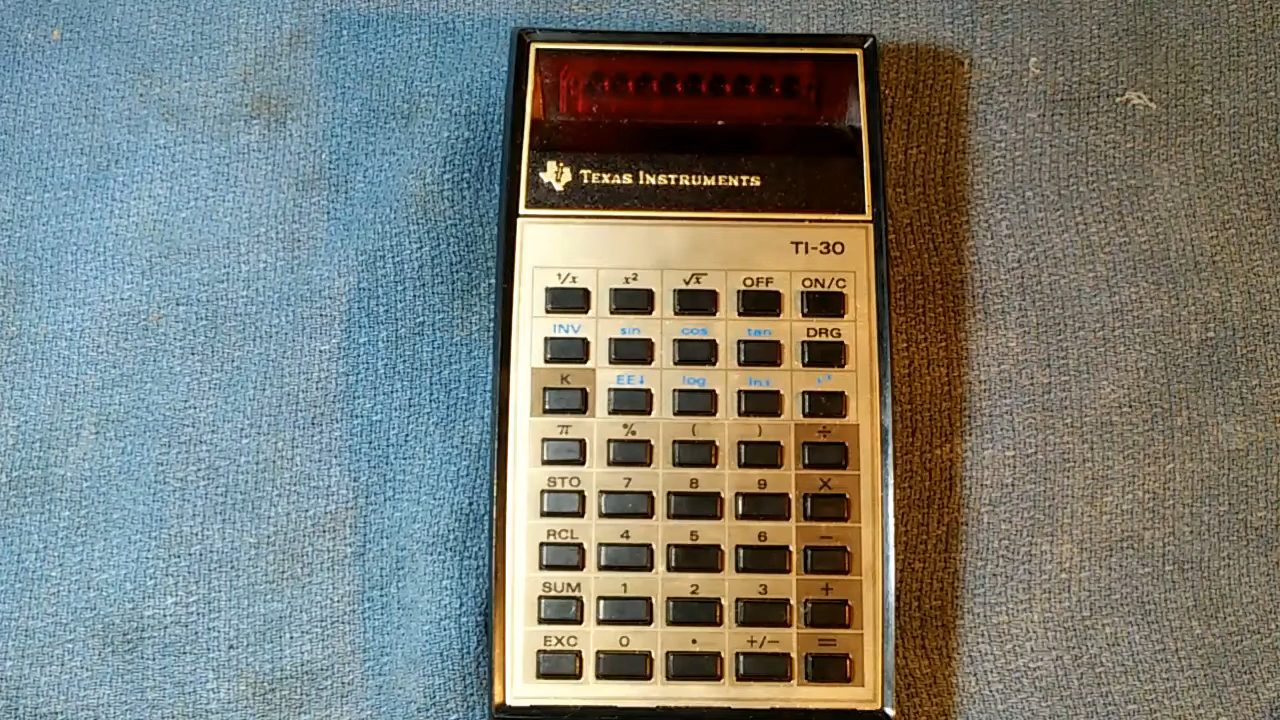 TEXAS INSTRUMENTS
TI-30
1/x x² √x OFF ON/C
INV sin cos tan DRG
K EE↓ log lnx yˣ
π % ( ) ÷
STO 7 8 9 X
RCL 4 5 6 −
SUM 1 2 3 +
EXC 0 . +/− =